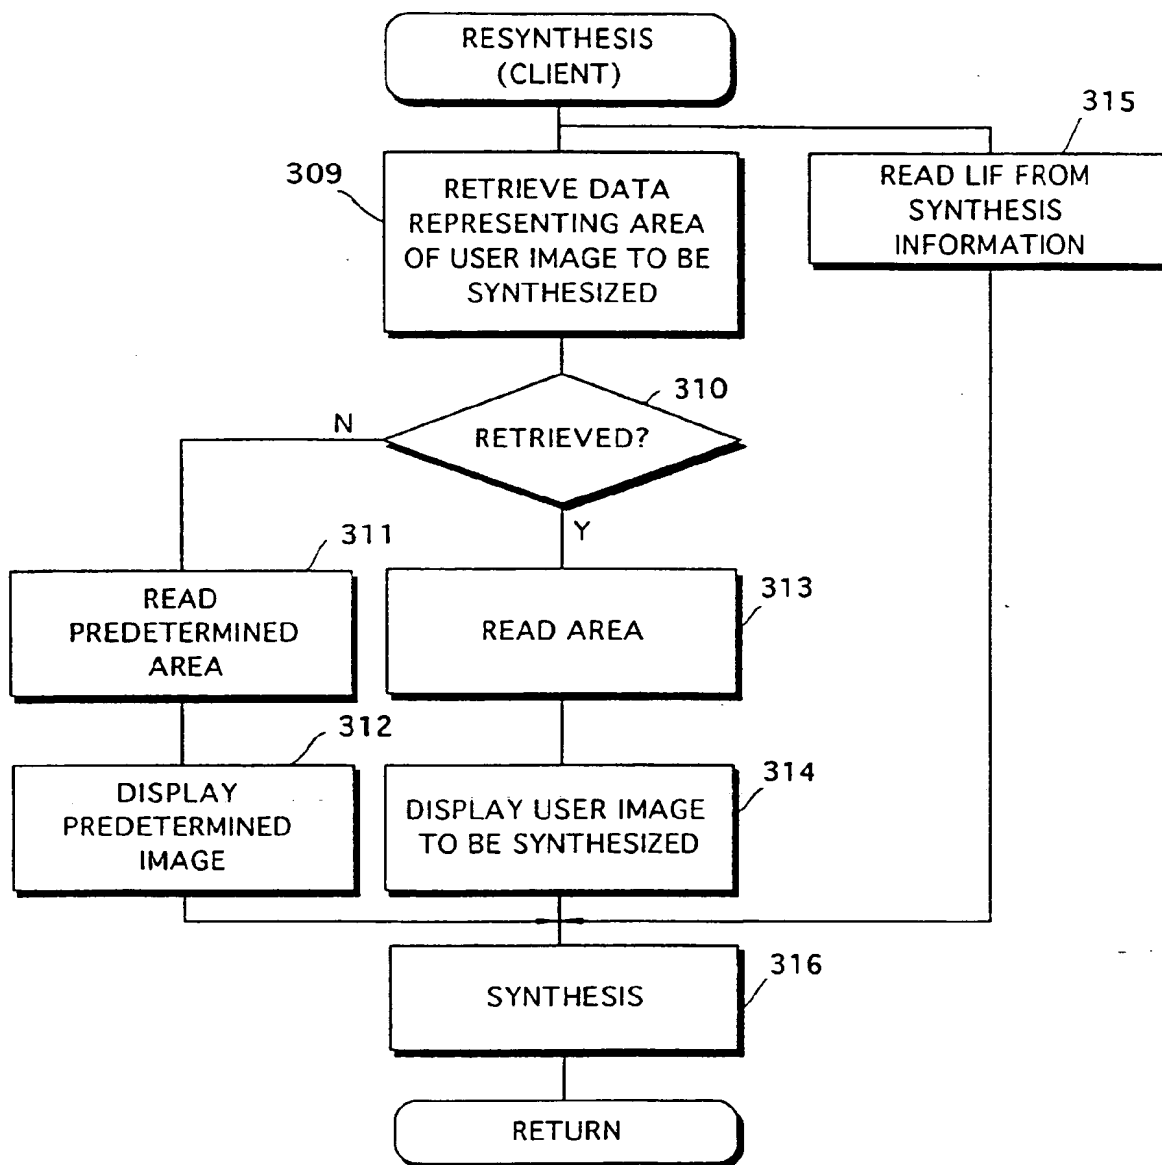 RESYNTHESIS
(CLIENT)
315
READ LIF FROM
SYNTHESIS
INFORMATION
309
RETRIEVE DATA
REPRESENTING AREA
OF USER IMAGE TO BE
SYNTHESIZED
310
RETRIEVED?
N
Y
311
READ
PREDETERMINED
AREA
313
READ AREA
312
DISPLAY
PREDETERMINED
IMAGE
314
DISPLAY USER IMAGE
TO BE SYNTHESIZED
316
SYNTHESIS
RETURN